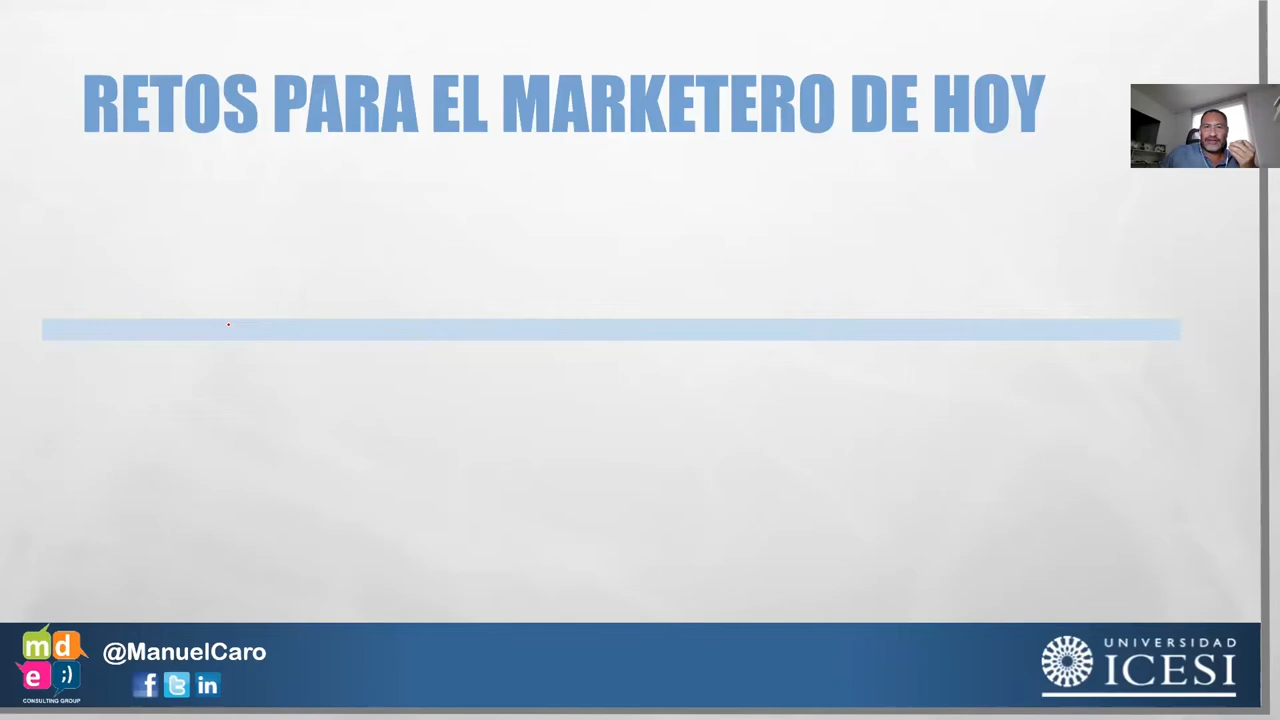 RETOS PARA EL MARKETERO DE HOY
md
e ;)
CONSULTING GROUP
@ManuelCaro
f t in
UNIVERSIDAD
ICESI